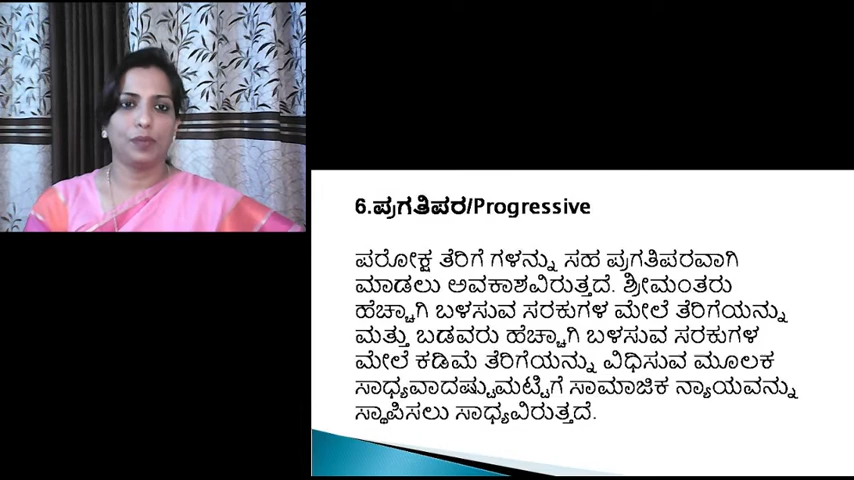 6.ಪ್ರಗತಿಪರ/Progressive
ಪರೋಕ್ಷ ತೆರಿಗೆ ಗಳನ್ನು ಸಹ ಪ್ರಗತಿಪರವಾಗಿ
ಮಾಡಲು ಅವಕಾಶವಿರುತ್ತದೆ. ಶ್ರೀಮಂತರು
ಹೆಚ್ಚಾಗಿ ಬಳಸುವ ಸರಕುಗಳ ಮೇಲೆ ತೆರಿಗೆಯನ್ನು
ಮತ್ತು ಬಡವರು ಹೆಚ್ಚಾಗಿ ಬಳಸುವ ಸರಕುಗಳ
ಮೇಲೆ ಕಡಿಮೆ ತೆರಿಗೆಯನ್ನು ವಿಧಿಸುವ ಮೂಲಕ
ಸಾಧ್ಯವಾದಷ್ಟುಮಟ್ಟಿಗೆ ಸಾಮಾಜಿಕ ನ್ಯಾಯವನ್ನು
ಸ್ಥಾಪಿಸಲು ಸಾಧ್ಯವಿರುತ್ತದೆ.